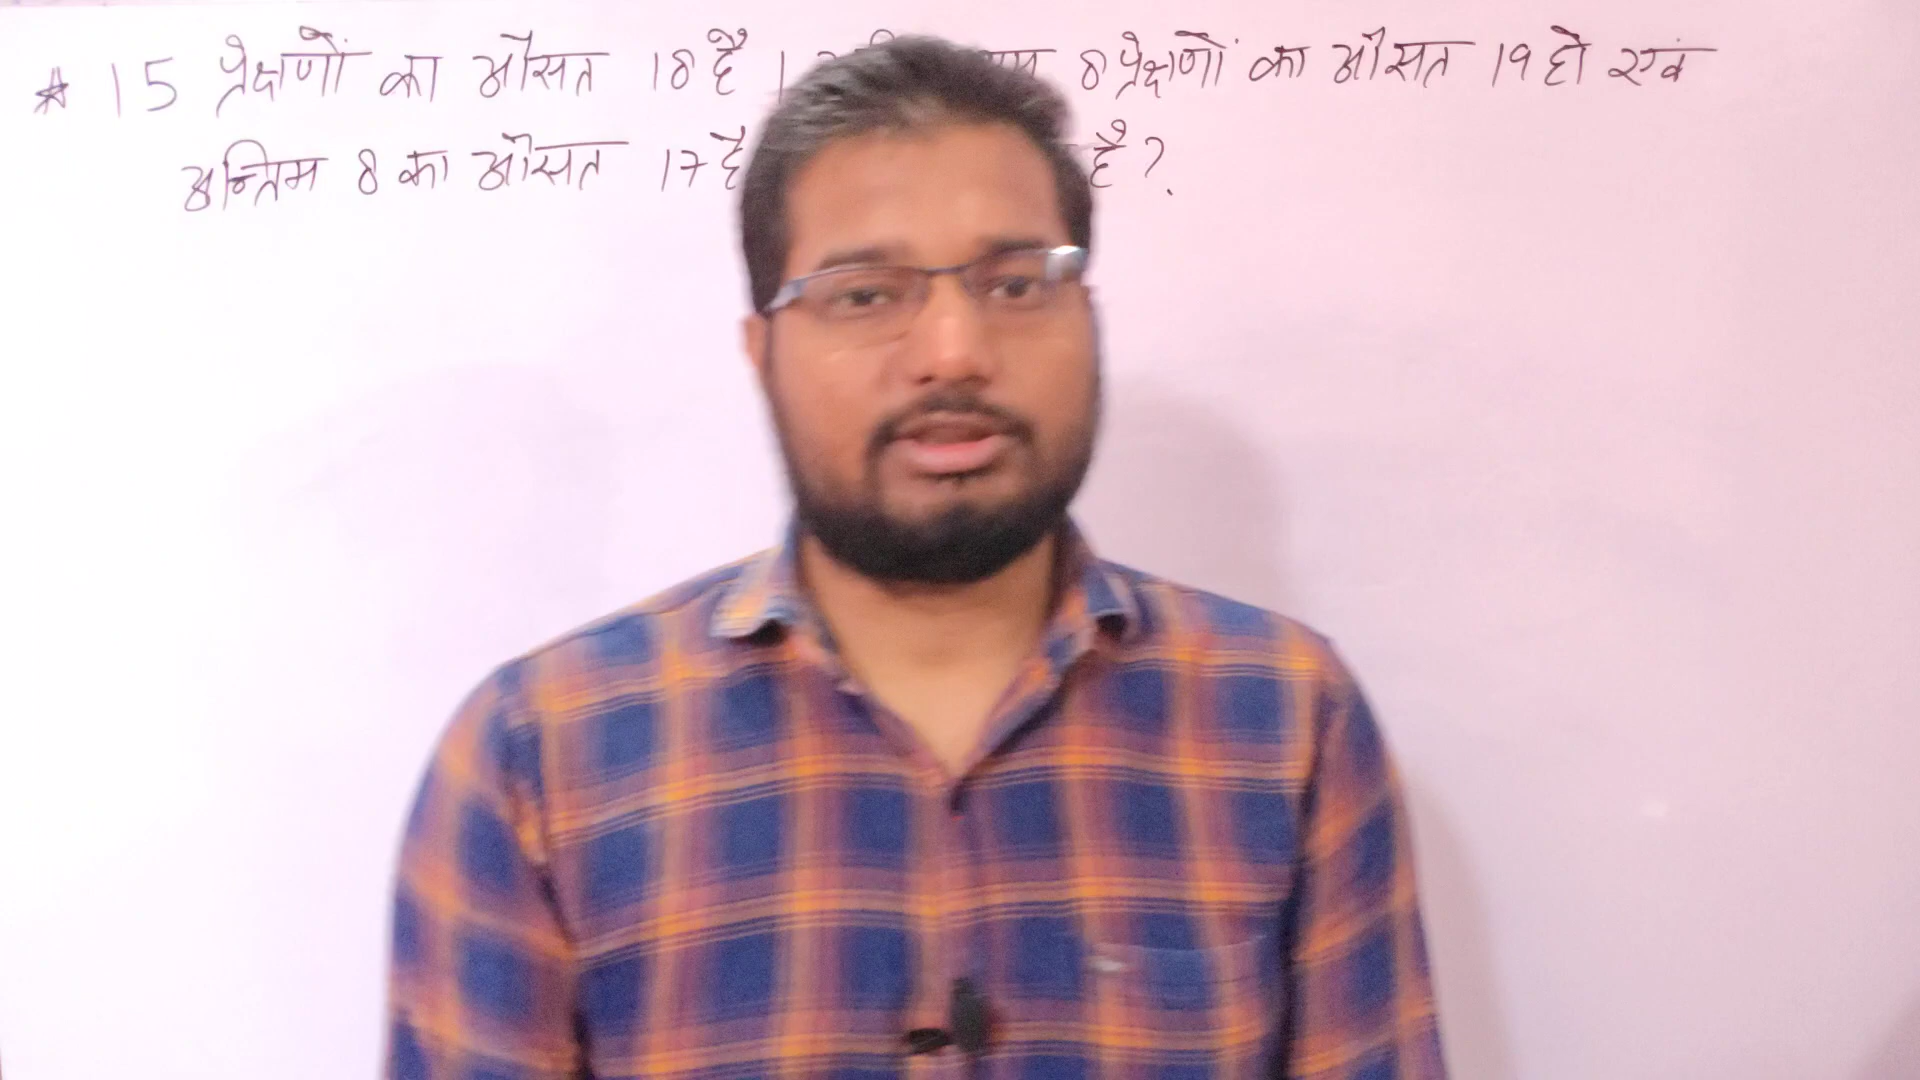 * 15 प्रेक्षणों का औसत 18 है । 8 प्रेक्षणों का औसत 19 हो एवं
अन्तिम 8 का औसत 17 है है ?